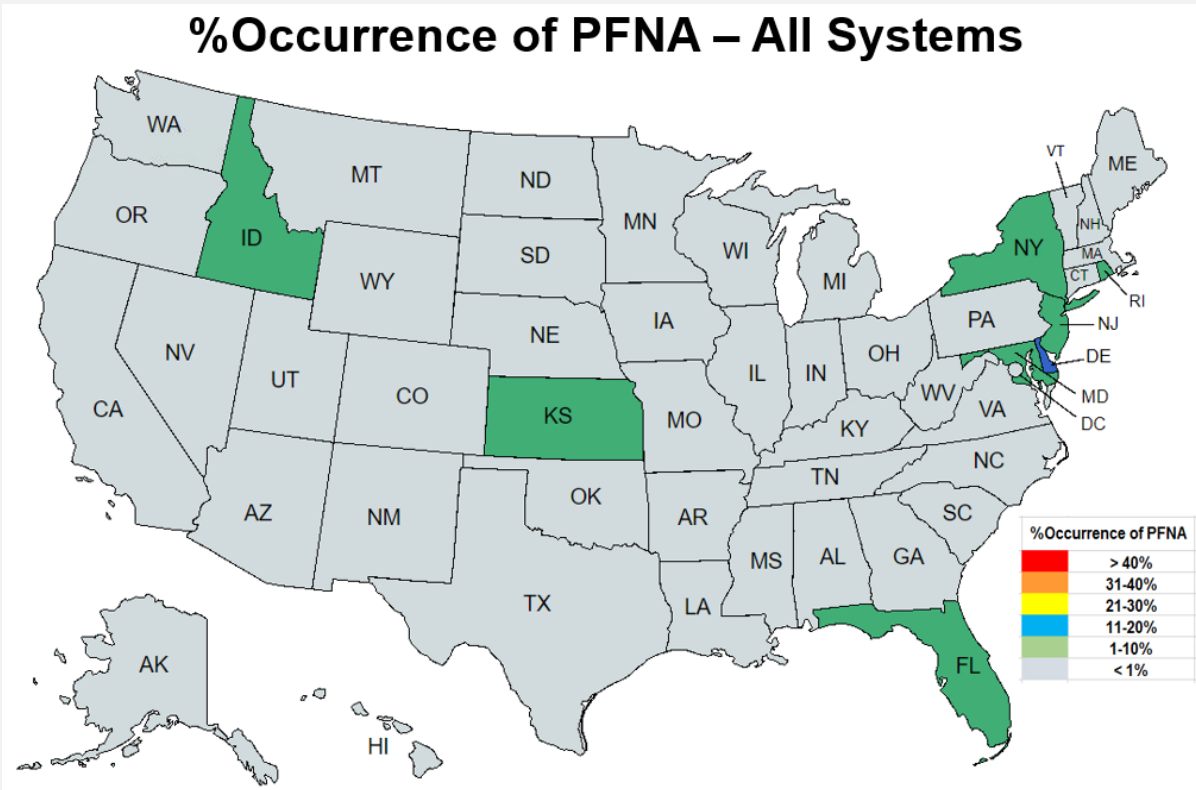 %Occurrence of PFNA – All Systems
WA
MT
ND
MN
VT
ME
OR
ID
SD
WI
MI
NY
NH
MA
CT
RI
WY
IA
PA
NJ
NE
OH
DE
NV
UT
CO
IL
IN
WV
MD
CA
KS
MO
VA
DC
KY
NC
TN
OK
AZ
NM
AR
SC
MS
AL
GA
TX
LA
FL
AK
HI
%Occurrence of PFNA
> 40%
31-40%
21-30%
11-20%
1-10%
< 1%